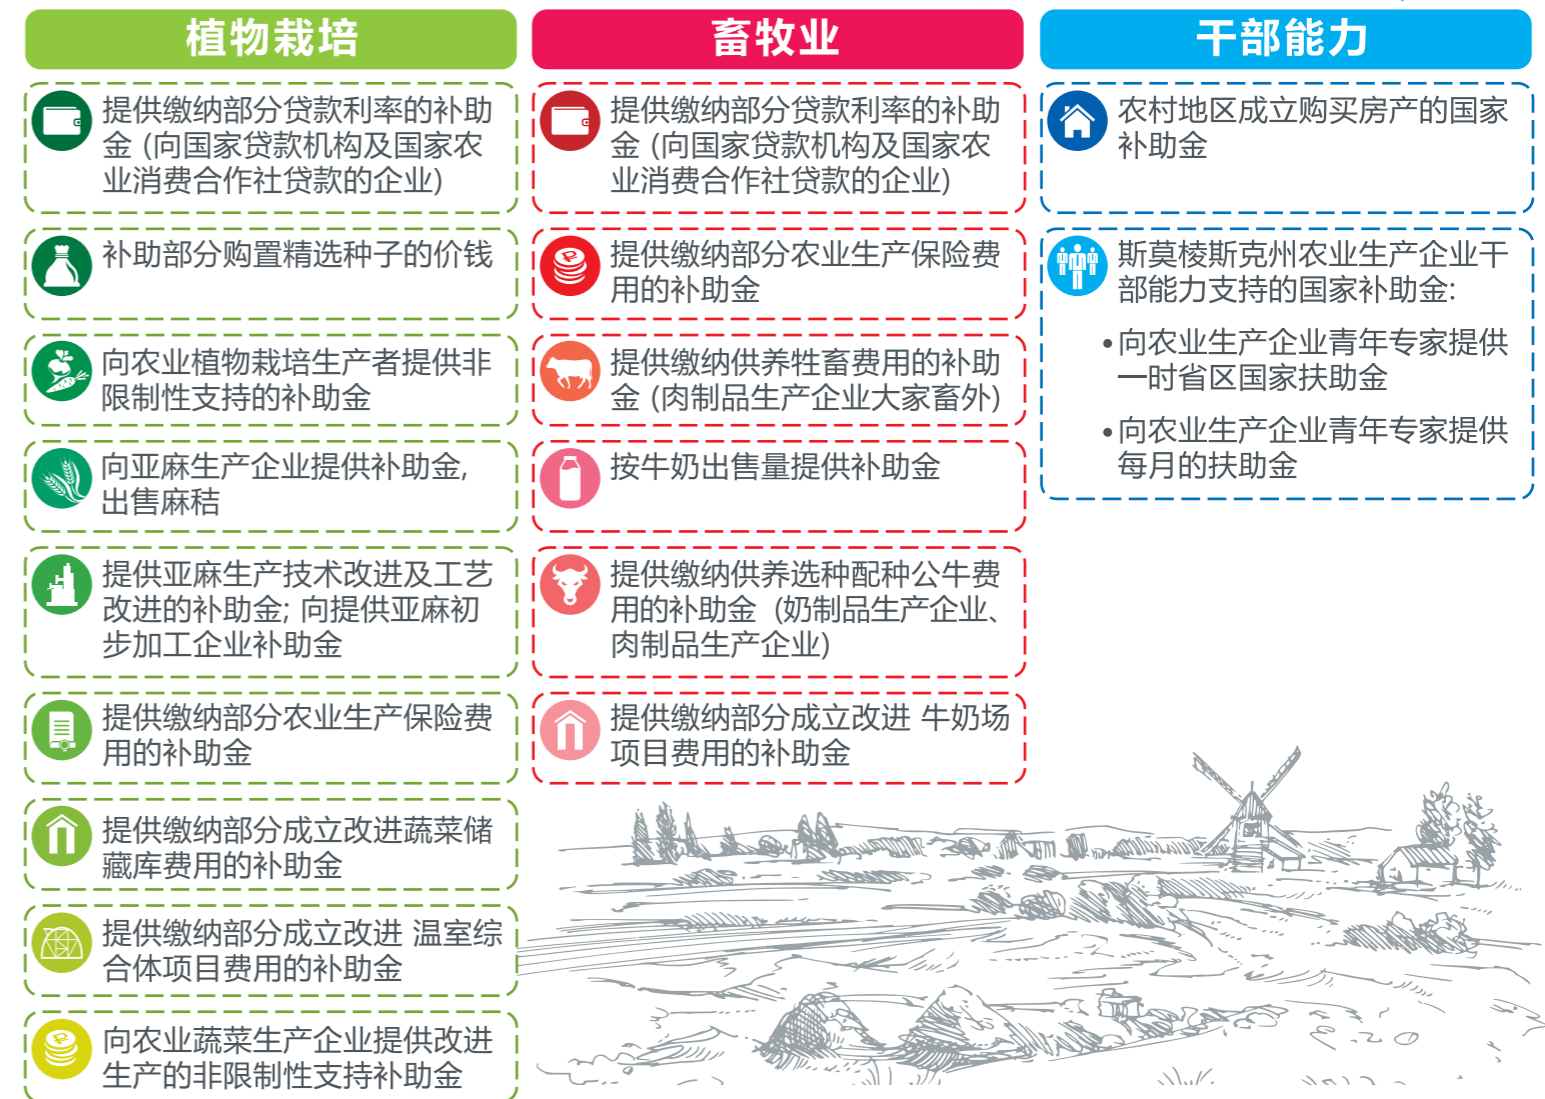 植物栽培
提供缴纳部分贷款利率的补助
金 (向国家贷款机构及国家农
业消费合作社贷款的企业)
补助部分购置精选种子的价钱
向农业植物栽培生产者提供非
限制性支持的补助金
向亚麻生产企业提供补助金,
出售麻秸
提供亚麻生产技术改进及工艺
改进的补助金; 向提供亚麻初
步加工企业补助金
提供缴纳部分农业生产保险费
用的补助金
提供缴纳部分成立改进蔬菜储
藏库费用的补助金
提供缴纳部分成立改进 温室综
合体项目费用的补助金
向农业蔬菜生产企业提供改进
生产的非限制性支持补助金
畜牧业
提供缴纳部分贷款利率的补助
金 (向国家贷款机构及国家农
业消费合作社贷款的企业)
提供缴纳部分农业生产保险费
用的补助金
提供缴纳供养牲畜费用的补助
金 (肉制品生产企业大家畜外)
按牛奶出售量提供补助金
提供缴纳供养选种配种公牛费
用的补助金 (奶制品生产企业、
肉制品生产企业)
提供缴纳部分成立改进 牛奶场
项目费用的补助金
干部能力
农村地区成立购买房产的国家
补助金
斯莫棱斯克州农业生产企业干
部能力支持的国家补助金:
•向农业生产企业青年专家提供
一时省区国家扶助金
•向农业生产企业青年专家提供
每月的扶助金